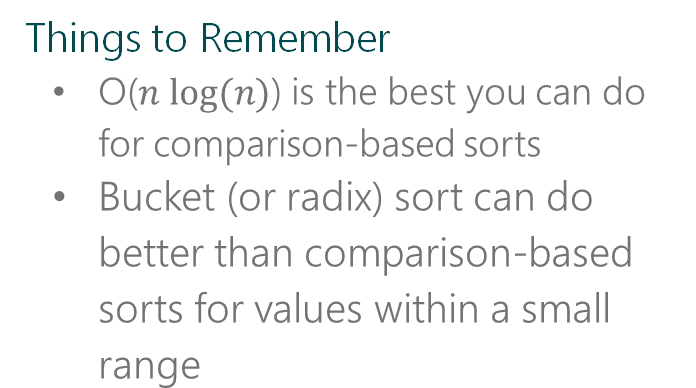 Things to Remember
• O(n log(n)) is the best you can do
for comparison-based sorts
• Bucket (or radix) sort can do
better than comparison-based
sorts for values within a small
range